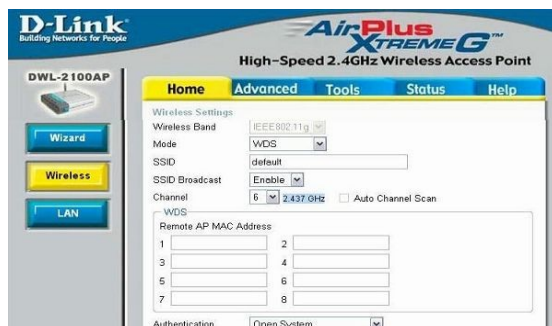 D-Link
Building Networks for People
AirPlus
XTREME G™
High-Speed 2.4GHz Wireless Access Point
DWL-2100AP
Home Advanced Tools Status Help
Wizard
Wireless
LAN
Wireless Settings
Wireless Band IEEE802.11g
Mode WDS
SSID default
SSID Broadcast Enable
Channel 6 2.437 GHz Auto Channel Scan
WDS
Remote AP MAC Address
1 2
3 4
5 6
7 8
Authentication Open System